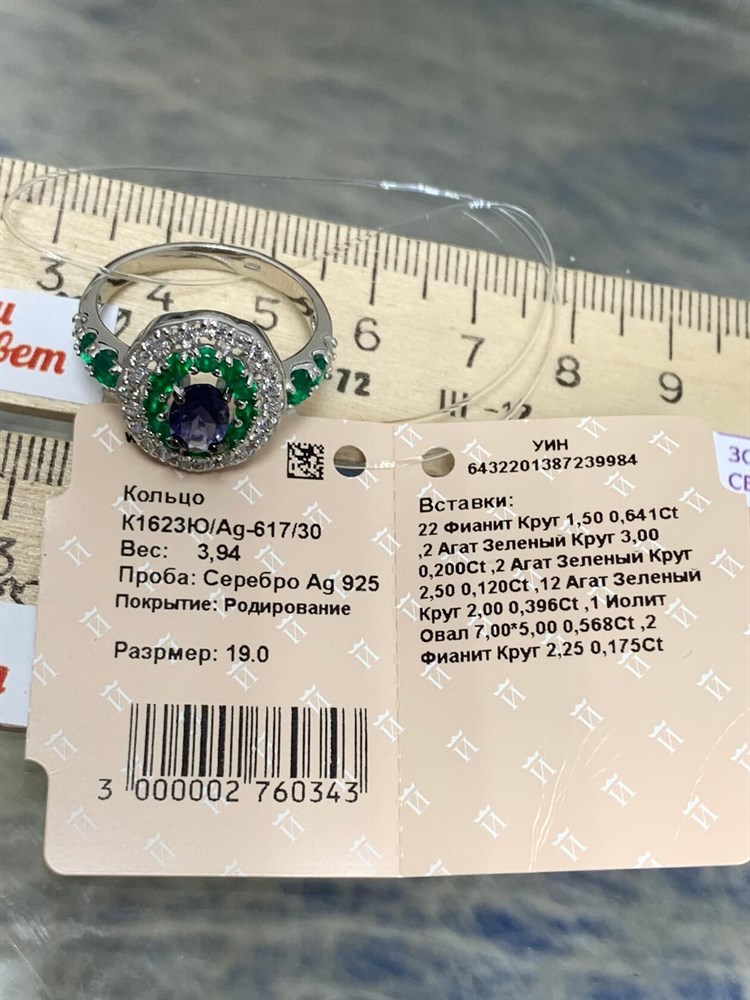 3 4 5 6 7 8 9
72
III
вет
Кольцо
К1623Ю/Ag-617/30
Вес: 3,94
Проба: Серебро Ag 925
Покрытие: Родирование
Разрмер: 19.0
3 000002 760343
УИН
6432201387239984
Вставки:
22 Фианит Круг 1,50 0,641Ct
,2 Агат Зеленый Круг 3,00
0,200Ct ,2 Агат Зеленый Круг
2,50 0,120Ct ,12 Агат Зеленый
Круг 2,00 0,396Ct ,1 Иолит
Овал 7,00*5,00 0,568Ct ,2
Фианит Круг 2,25 0,175Ct
3